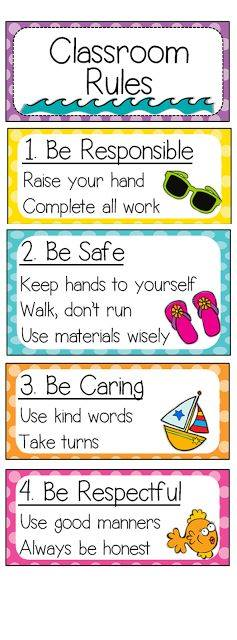 Classroom
Rules
1. Be Responsible
Raise your hand
Complete all work
2. Be Safe
Keep hands to yourself
Walk, don't run
Use materials wisely
3. Be Caring
Use kind words
Take turns
4. Be Respectful
Use good manners
Always be honest